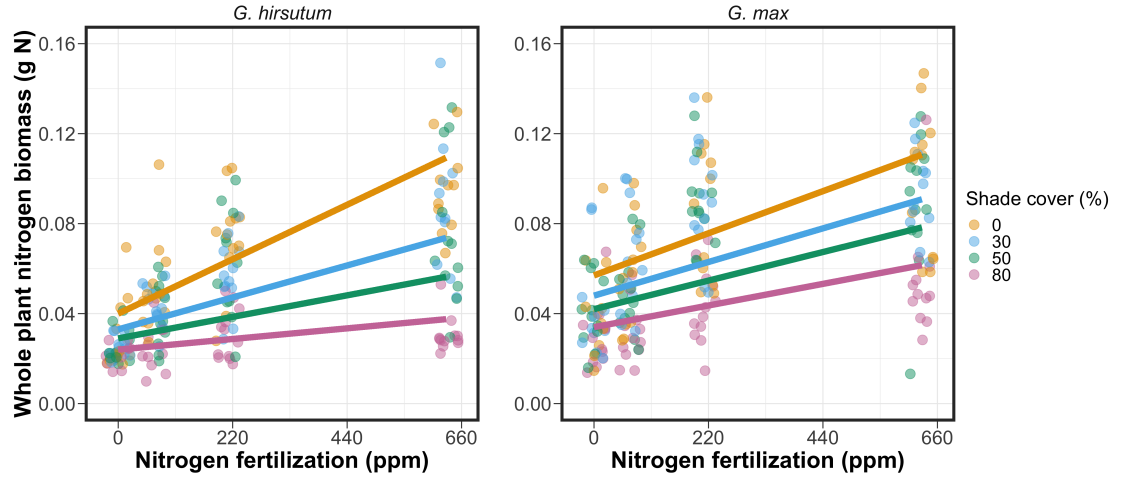 G. hirsutum
G. max
Whole plant nitrogen biomass (g N)
0.16
0.12
0.08
0.04
0.00
0.16
0.12
0.08
0.04
0.00
0 220 440 660
0 220 440 660
Nitrogen fertilization (ppm)
Nitrogen fertilization (ppm)
Shade cover (%)
0
30
50
80